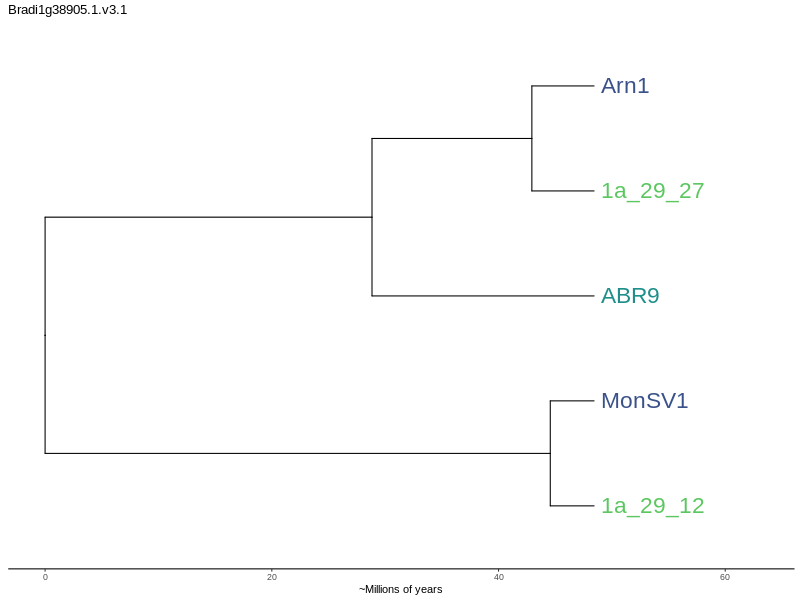 Bradi1g38905.1.v3.1
Arn1
1a_29_27
ABR9
MonSV1
1a_29_12
0 20 40 60
~Millions of years